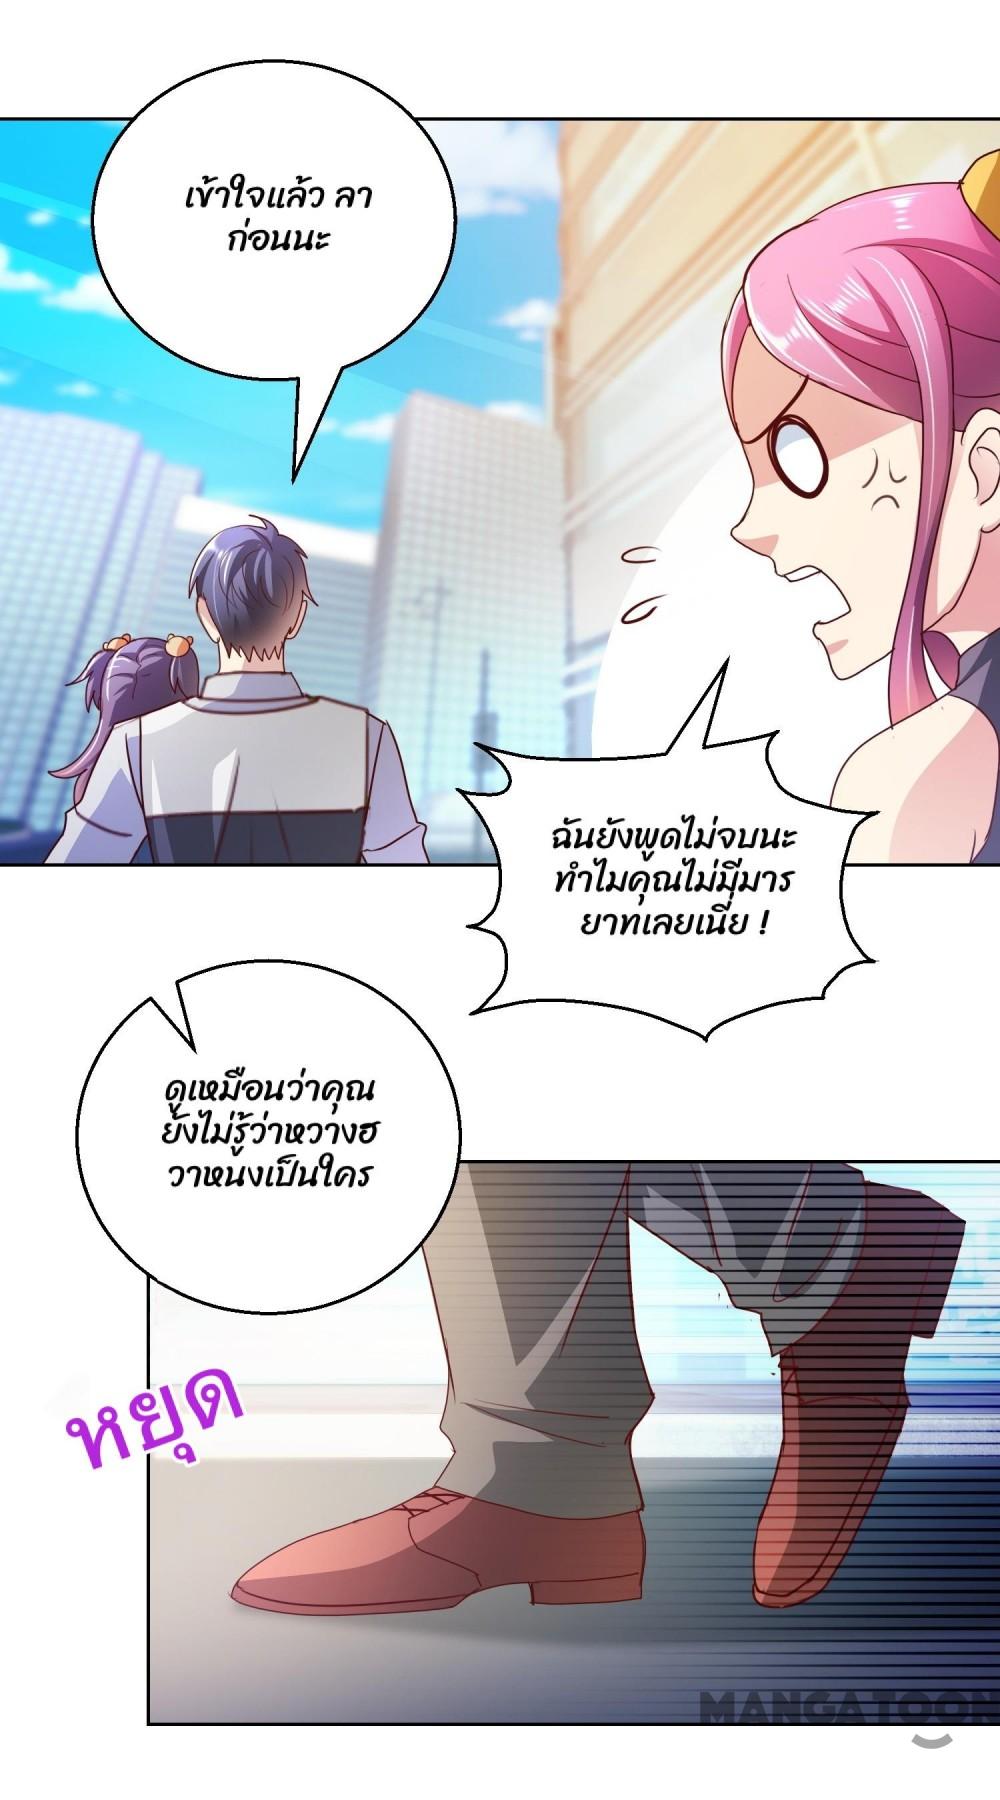 เข้าใจแล้ว ลา
ก่อนนะ
ฉันยังพูดไม่จบนะ
ทำไมคุณไม่มีมาร
ยาทเลยเนี่ย !
ดูเหมือนว่าคุณ
ยังไม่รู้ว่าหวางฮ
วาหนงเป็นใคร
หยุด
MANGATOON